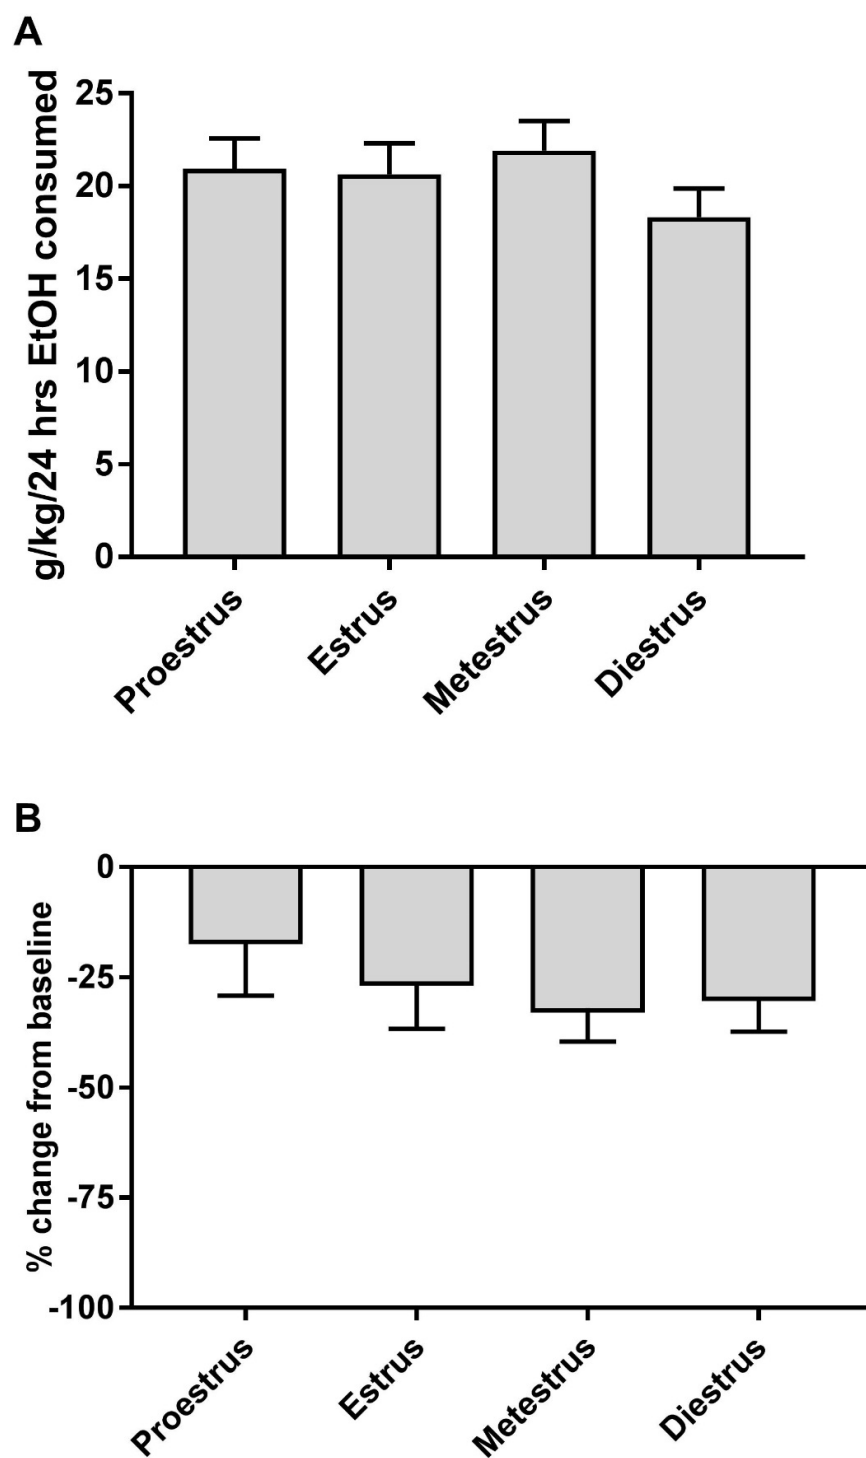 A
g/kg/24 hrs EtOH consumed
25
20
15
10
5
0
Proestrus
Estrus
Metestrus
Diestrus
B
% change from baseline
0
-25
-50
-75
-100
Proestrus
Estrus
Metestrus
Diestrus